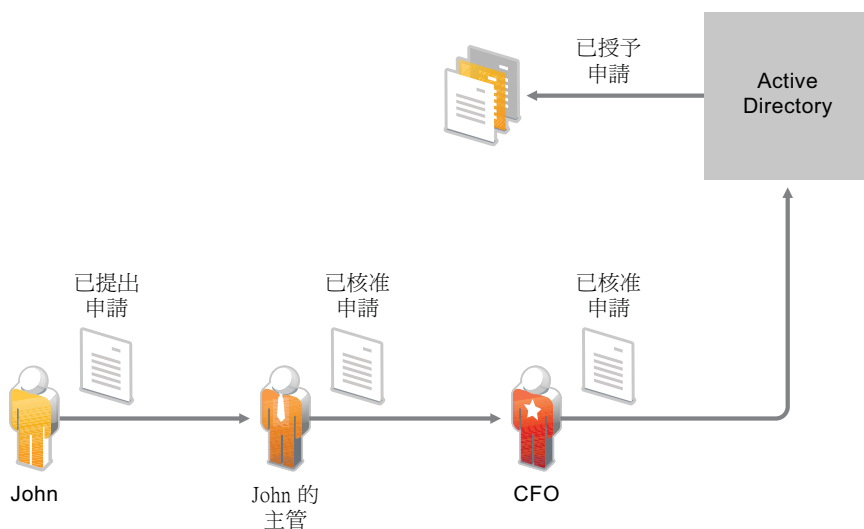 已授予
申請
Active
Directory
已提出
申請
已核准
申請
已核准
申請
John
John 的
主管
CFO